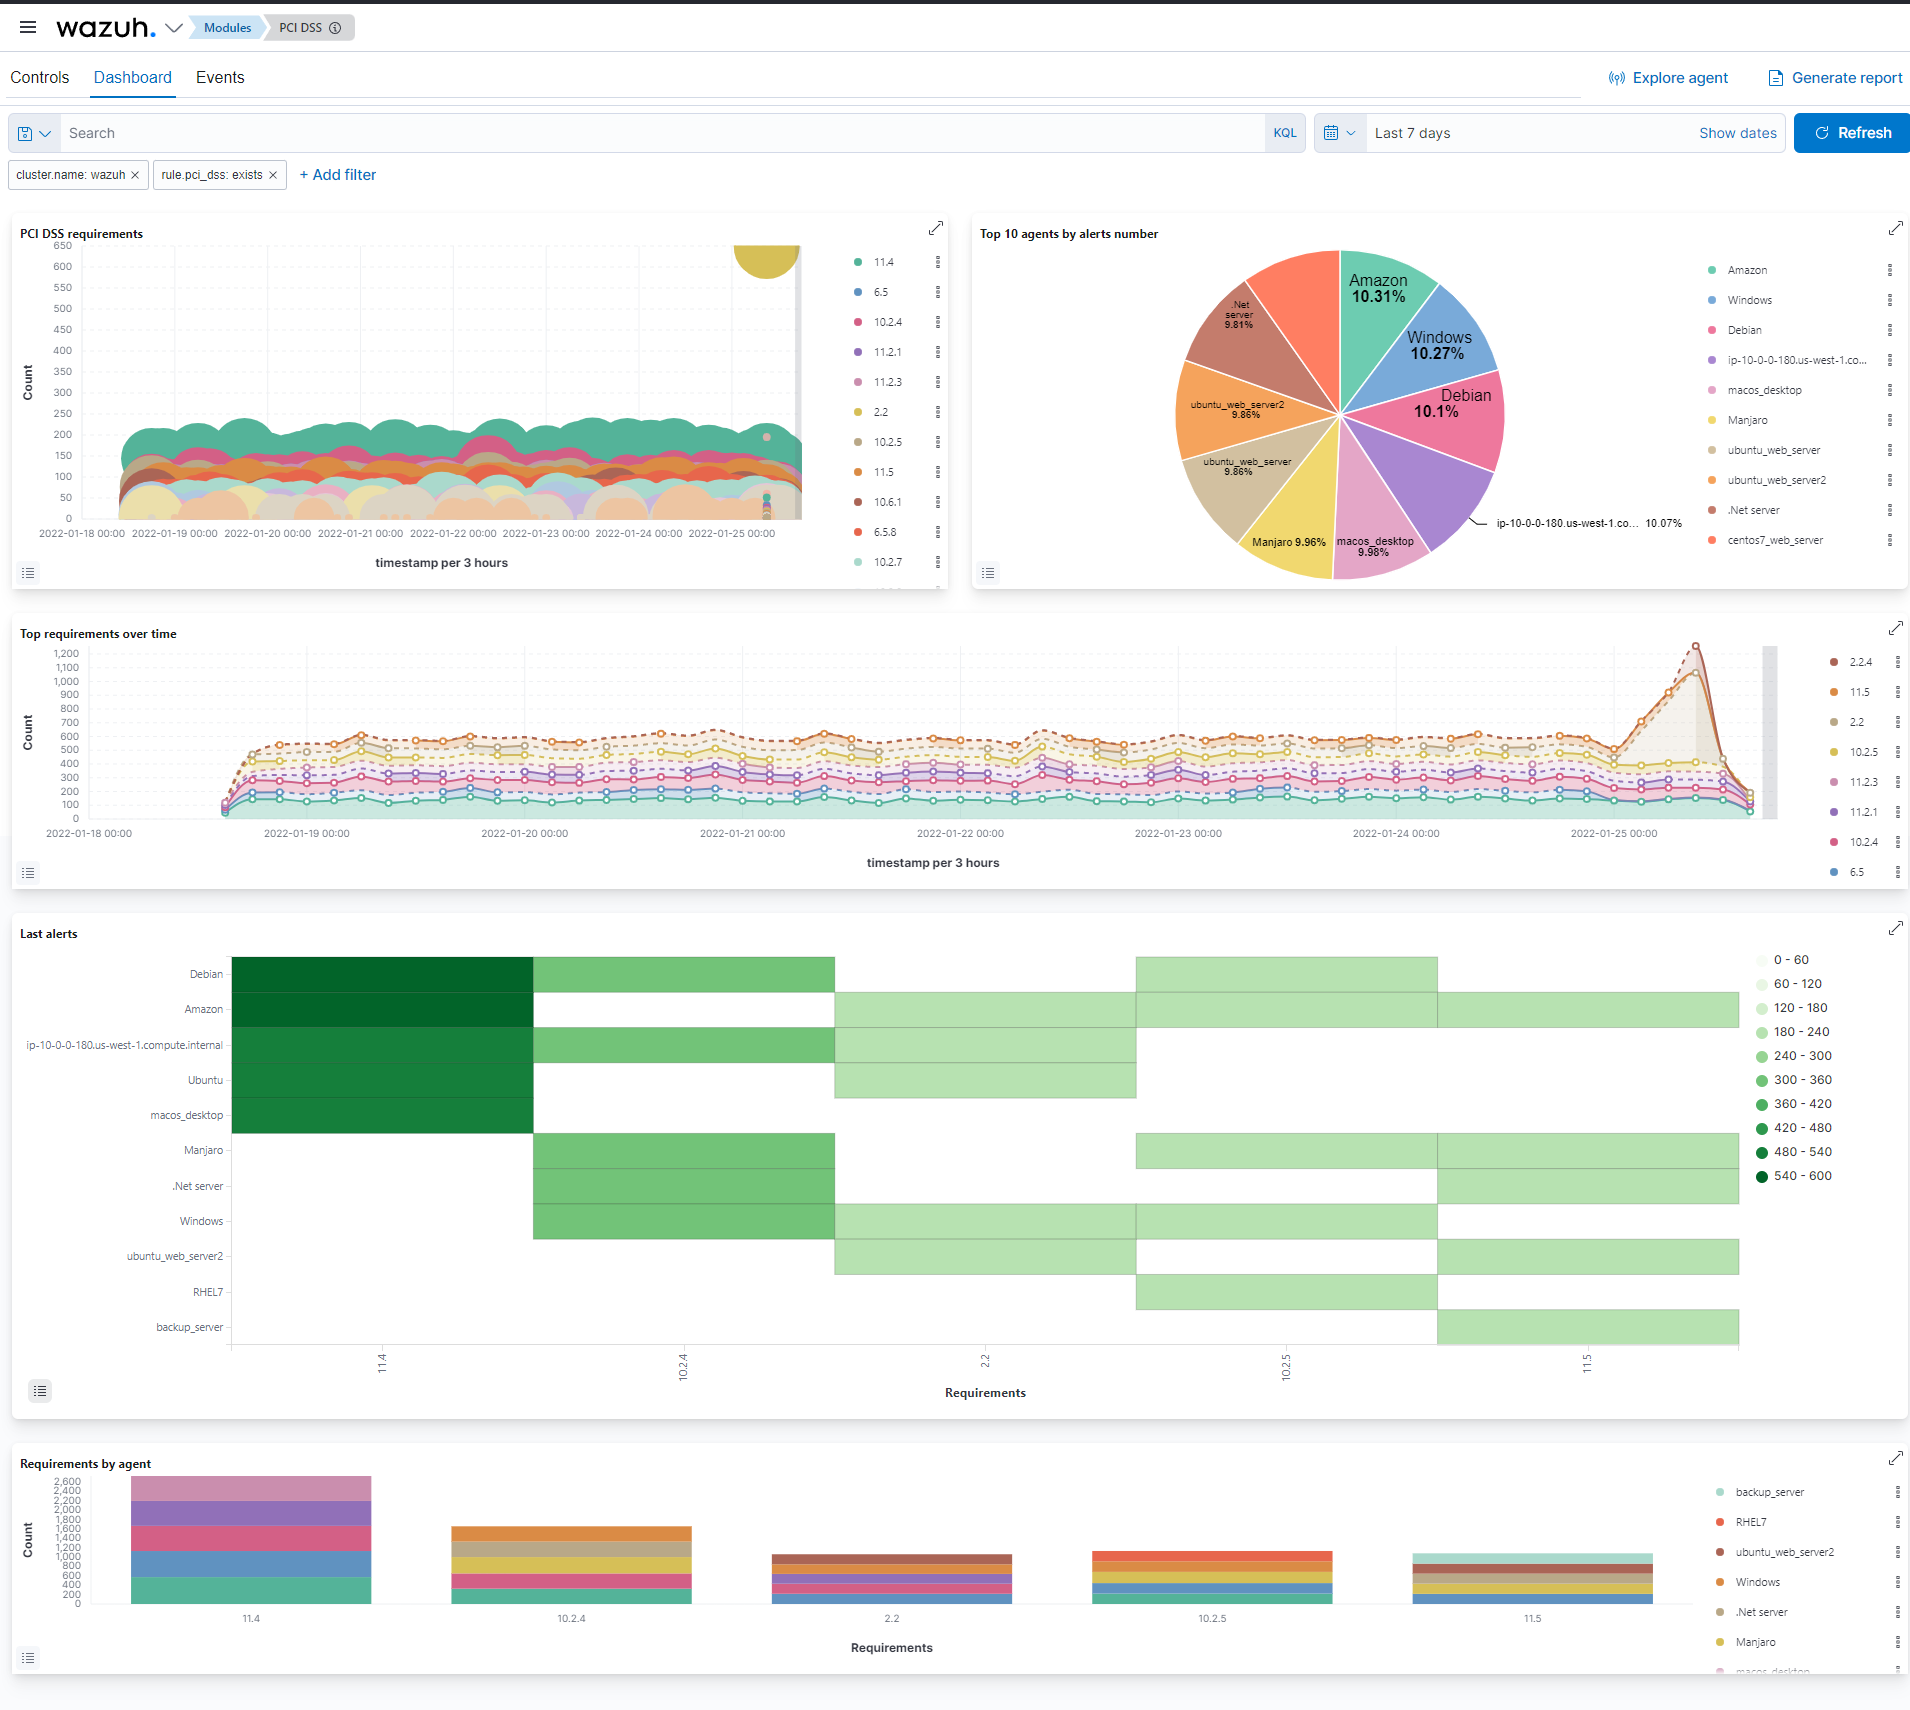 wazuh.
Modules
PCI DSS
Controls
Dashboard
Events
Explore agent
Generate report
Search
KQL
Last 7 days
Show dates
Refresh
cluster.name: wazuh ×
rule.pci_dss: exists ×
+ Add filter
PCI DSS requirements
650
600
550
500
450
400
350
300
250
200
150
100
50
0
Count
2022-01-18 00:00
2022-01-19 00:00
2022-01-20 00:00
2022-01-21 00:00
2022-01-22 00:00
2022-01-23 00:00
2022-01-24 00:00
2022-01-25 00:00
timestamp per 3 hours
11.4
6.5
10.2.4
11.2.1
11.2.3
2.2
10.2.5
11.5
10.6.1
6.5.8
10.2.7
Top 10 agents by alerts number
Amazon
10.31%
Windows
10.27%
Debian
10.1%
ip-10-0-0-180.us-west-1.co... 10.07%
macos_desktop
9.98%
Manjaro 9.96%
ubuntu_web_server
9.86%
ubuntu_web_server2
9.86%
.Net
server
9.81%
Amazon
Windows
Debian
ip-10-0-0-180.us-west-1.co...
macos_desktop
Manjaro
ubuntu_web_server
ubuntu_web_server2
.Net server
centos7_web_server
Top requirements over time
1,200
1,100
1,000
900
800
700
600
500
400
300
200
100
0
Count
2022-01-18 00:00
2022-01-19 00:00
2022-01-20 00:00
2022-01-21 00:00
2022-01-22 00:00
2022-01-23 00:00
2022-01-24 00:00
2022-01-25 00:00
timestamp per 3 hours
2.2.4
11.5
2.2
10.2.5
11.2.3
11.2.1
10.2.4
6.5
Last alerts
Debian
Amazon
ip-10-0-0-180.us-west-1.compute.internal
Ubuntu
macos_desktop
Manjaro
.Net server
Windows
ubuntu_web_server2
RHEL7
backup_server
11.4
10.2.4
2.2
10.2.5
11.5
Requirements
0 - 60
60 - 120
120 - 180
180 - 240
240 - 300
300 - 360
360 - 420
420 - 480
480 - 540
540 - 600
Requirements by agent
2,600
2,400
2,200
2,000
1,800
1,600
1,400
1,200
1,000
800
600
400
200
0
Count
11.4
10.2.4
2.2
10.2.5
11.5
Requirements
backup_server
RHEL7
ubuntu_web_server2
Windows
.Net server
Manjaro
macos_desktop